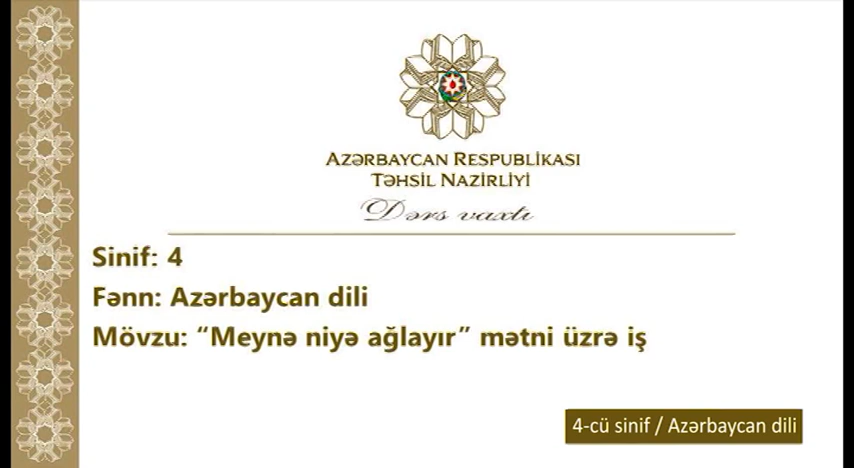 AZƏRBAYCAN RESPUBLİKASI
TƏHSİL NAZİRLİYİ
Dərs vaxtı
Sinif: 4
Fənn: Azərbaycan dili
Mövzu: “Meynə niyə ağlayır” mətni üzrə iş
4-cü sinif / Azərbaycan dili